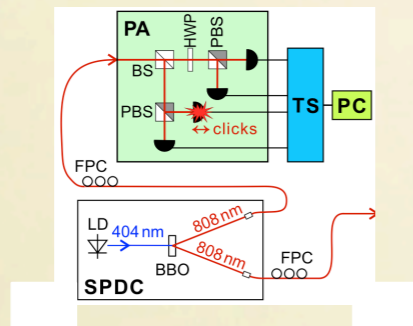 PA
HWP
PBS
BS
PBS
↔ clicks
TS
PC
FPC
LD
404 nm
808 nm
808 nm
BBO
FPC
SPDC